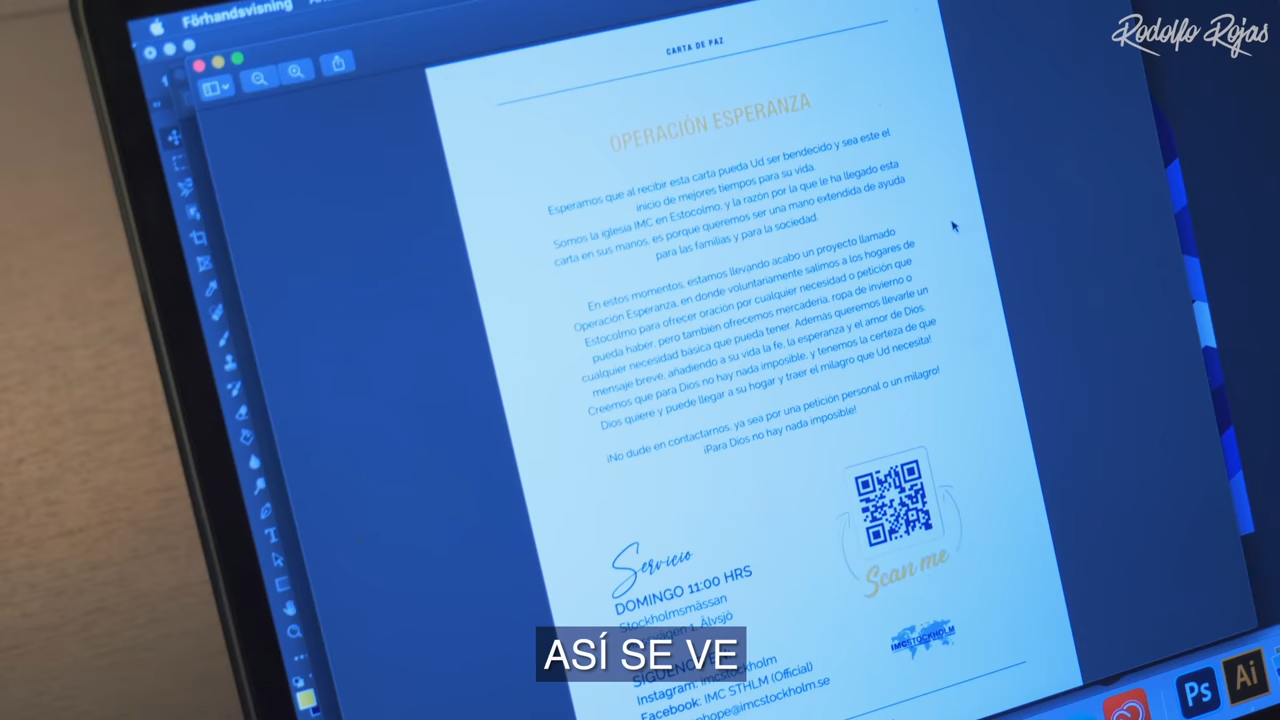 Förhandsvisning
Rodolfo Rojas
CARTA DE PAZ
OPERACIÓN ESPERANZA
Esperamos que al recibir esta carta pueda Ud ser bendecido y sea este el
inicio de mejores tiempos para su vida.
Somos la iglesia IMC en Estocolmo, y la razón por la que le ha llegado esta
carta en sus manos, es porque queremos ser una mano extendida de ayuda
para las familias y para la sociedad.
En estos momentos, estamos llevando acabo un proyecto llamado
Operación Esperanza, en donde voluntariamente salimos a los hogares de
Estocolmo para ofrecer oración por cualquier necesidad o petición que
pueda haber, pero también ofrecemos mercadería, ropa de invierno o
cualquier necesidad básica que pueda tener. Además queremos llevarle un
mensaje breve, añadiendo a su vida la fe, la esperanza y el amor de Dios.
Creemos que para Dios no hay nada imposible, y tenemos la certeza de que
Dios quiere y puede llegar a su hogar y traer el milagro que Ud necesita!
¡No dude en contactarnos, ya sea por una petición personal o un milagro!
¡Para Dios no hay nada imposible!
Servicio
DOMINGO 11:00 HRS
Stockholmsmässan
1, Älvsjö
Scan me
IMCSTOCKHOLM
ASÍ SE VE
Instagram: imcstockholm
Facebook: IMC STHLM (Official)
hope@imcstockholm.se
Ps
Ai